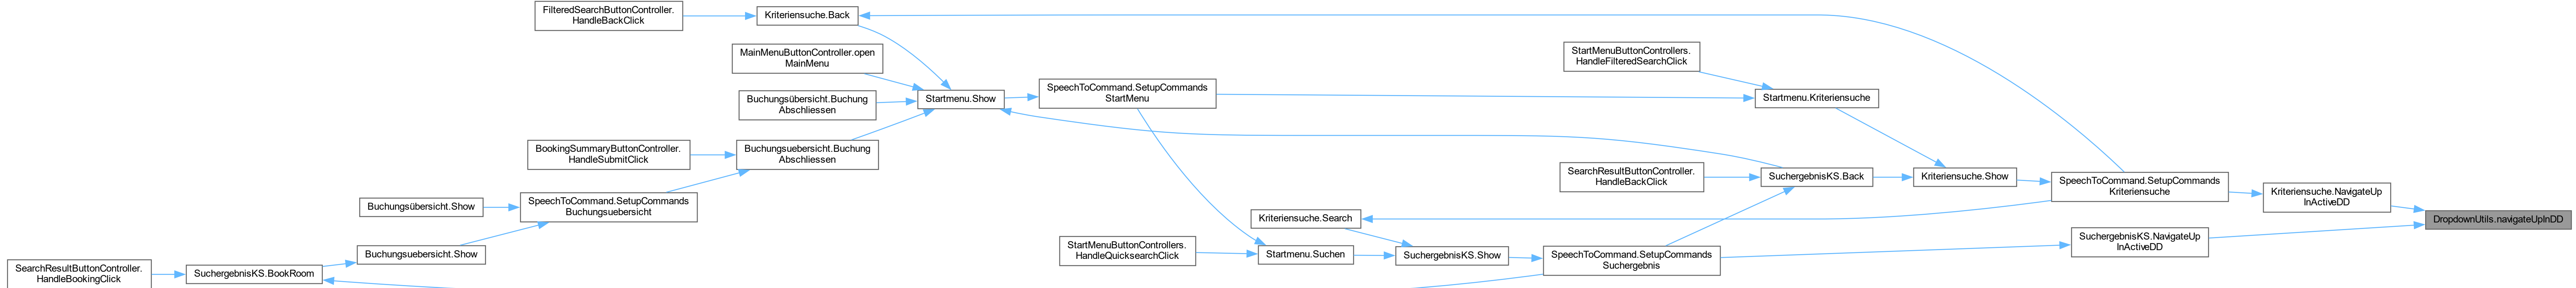 FilteredSearchButtonController.
HandleBackClick
Kriteriensuche.Back
MainMenuButtonController.open
MainMenu
StartMenuButtonControllers.
HandleFilteredSearchClick
Buchungsübersicht.Buchung
Abschliessen
Startmenu.Show
SpeechToCommand.SetupCommands
StartMenu
Startmenu.Kriteriensuche
BookingSummaryButtonController.
HandleSubmitClick
Buchungsuebersicht.Buchung
Abschliessen
SearchResultButtonController.
HandleBackClick
SuchergebnisKS.Back
Kriteriensuche.Show
SpeechToCommand.SetupCommands
Kriteriensuche
Kriteriensuche.NavigateUp
InActiveDD
Buchungsübersicht.Show
SpeechToCommand.SetupCommands
Buchungsuebersicht
Kriteriensuche.Search
DropdownUtils.navigateUpInDD
SuchergebnisKS.NavigateUp
InActiveDD
Buchungsuebersicht.Show
StartMenuButtonControllers.
HandleQuicksearchClick
Startmenu.Suchen
SuchergebnisKS.Show
SpeechToCommand.SetupCommands
Suchergebnis
SearchResultButtonController.
HandleBookingClick
SuchergebnisKS.BookRoom